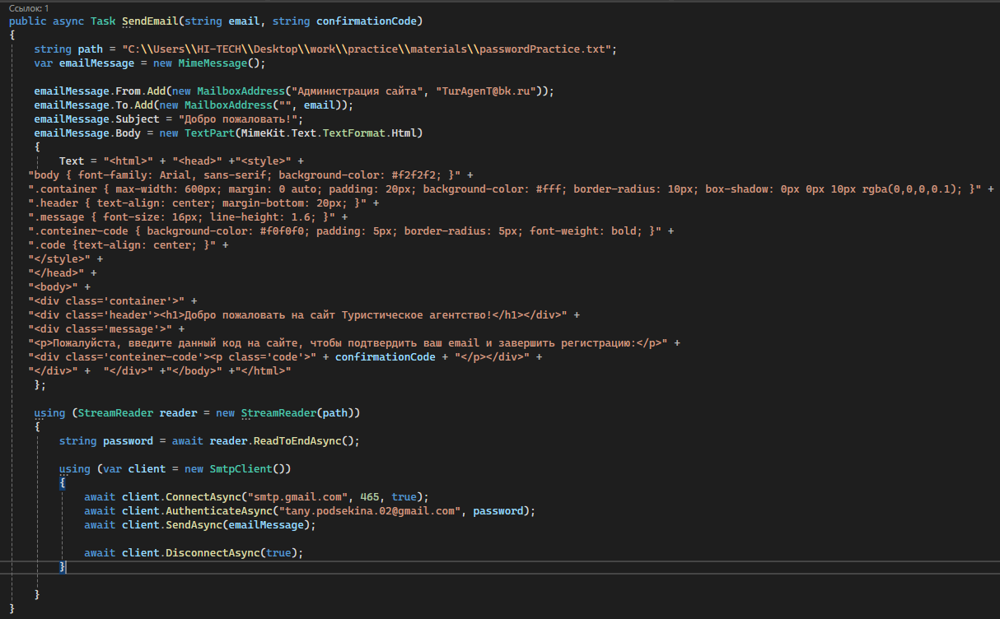 Ссылок: 1
public async Task SendEmail(string email, string confirmationCode)
{
string path = "C:\\Users\\HI-TECH\\Desktop\\work\\practice\\materials\\passwordPractice.txt";
var emailMessage = new MimeMessage();
emailMessage.From.Add(new MailboxAddress("Администрация сайта", "TurAgenT@bk.ru"));
emailMessage.To.Add(new MailboxAddress("", email));
emailMessage.Subject = "Добро пожаловать!";
emailMessage.Body = new TextPart(MimeKit.Text.TextFormat.Html)
{
Text = "<html>" + "<head>" +"<style>" +
"body { font-family: Arial, sans-serif; background-color: #f2f2f2; }" +
".container { max-width: 600px; margin: 0 auto; padding: 20px; background-color: #fff; border-radius: 10px; box-shadow: 0px 0px 10px rgba(0,0,0,0.1); }" +
".header { text-align: center; margin-bottom: 20px; }" +
".message { font-size: 16px; line-height: 1.6; }" +
".conteiner-code { background-color: #f0f0f0; padding: 5px; border-radius: 5px; font-weight: bold; }" +
".code {text-align: center; }" +
"</style>" +
"</head>" +
"<body>" +
"<div class='container'>" +
"<div class='header'><h1>Добро пожаловать на сайт Туристическое агентство!</h1></div>" +
"<div class='message'>" +
"<p>Пожалуйста, введите данный код на сайте, чтобы подтвердить ваш email и завершить регистрацию:</p>" +
"<div class='conteiner-code'><p class='code'>" + confirmationCode + "</p></div>" +
"</div>" + "</div>" +"</body>" +"</html>"
};
using (StreamReader reader = new StreamReader(path))
{
string password = await reader.ReadToEndAsync();
using (var client = new SmtpClient())
{
await client.ConnectAsync("smtp.gmail.com", 465, true);
await client.AuthenticateAsync("tany.podsekina.02@gmail.com", password);
await client.SendAsync(emailMessage);
await client.DisconnectAsync(true);
}
}
}